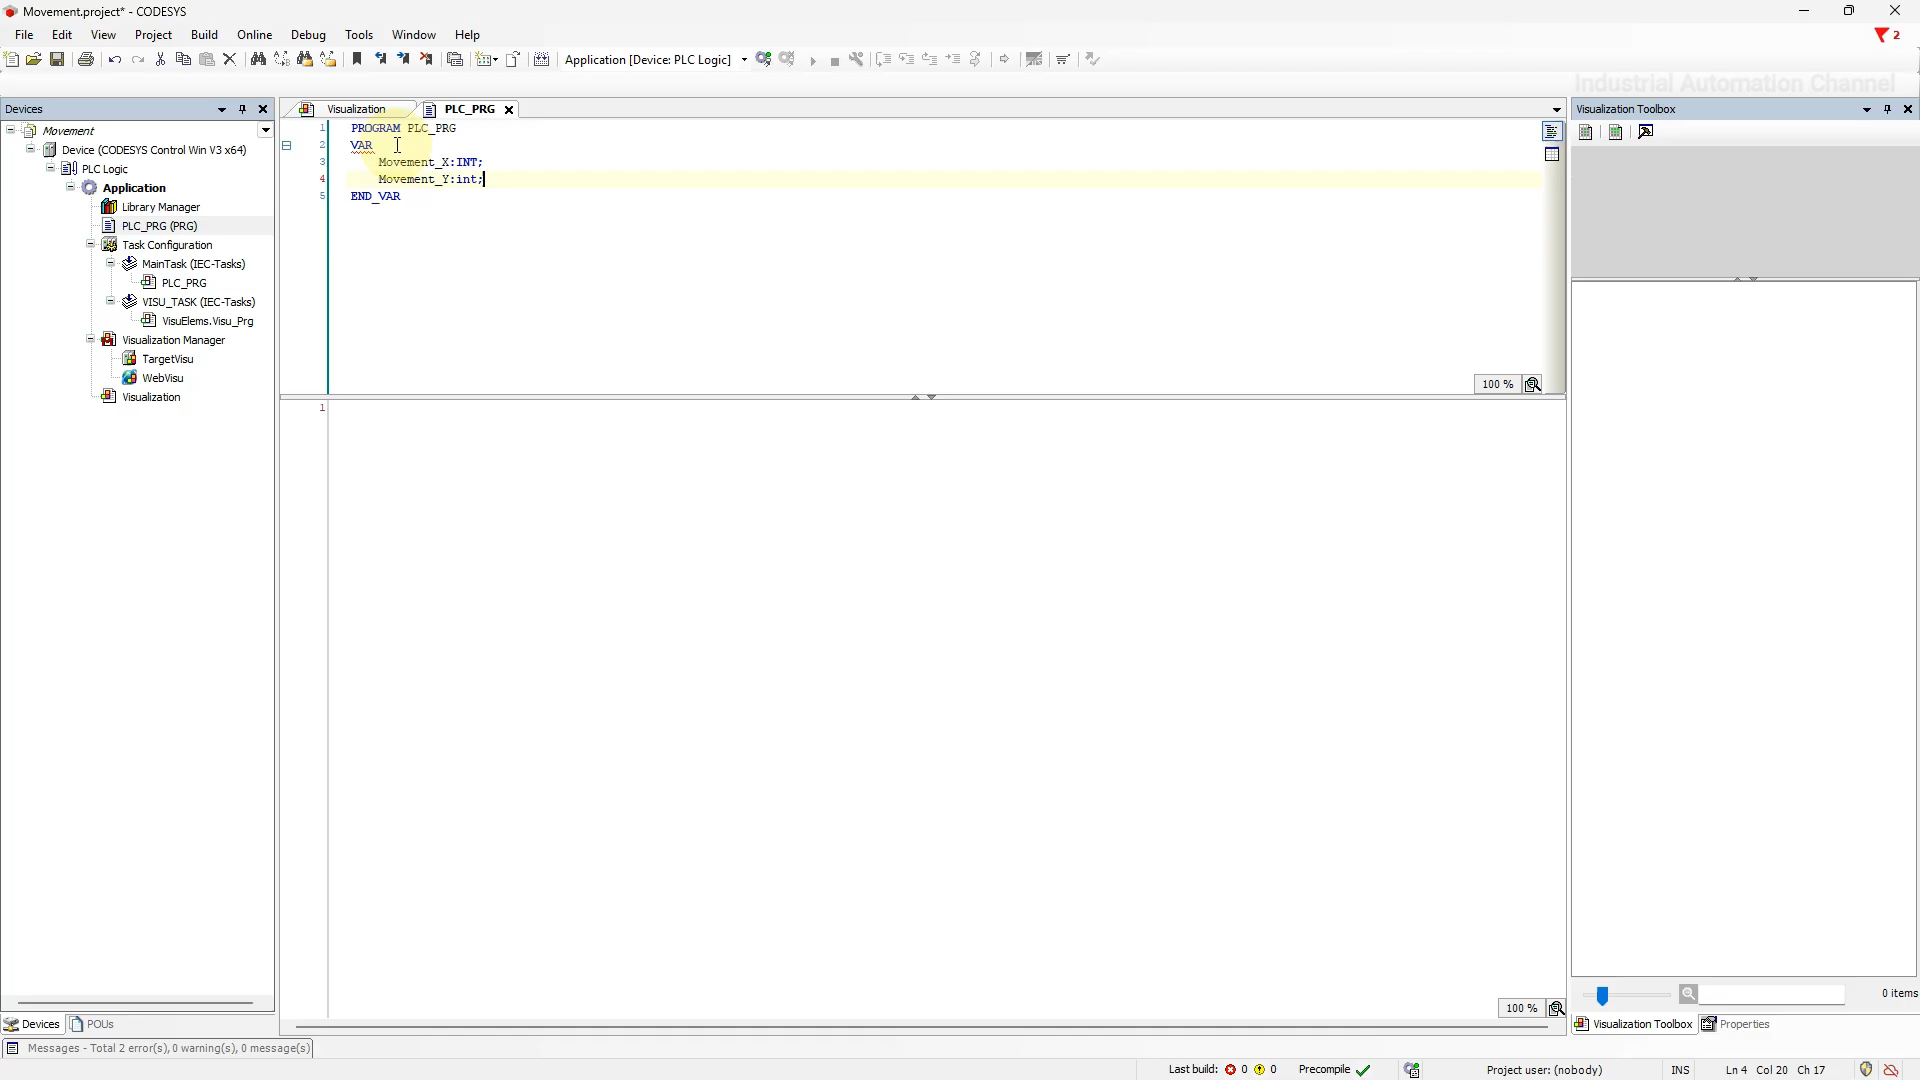 Movement.project* - CODESYS
File Edit View Project Build Online Debug Tools Window Help
2
Application [Device: PLC Logic]
Industrial Automation Channel
Devices
Movement
Device (CODESYS Control Win V3 x64)
PLC Logic
Application
Library Manager
PLC_PRG (PRG)
Task Configuration
MainTask (IEC-Tasks)
PLC_PRG
VISU_TASK (IEC-Tasks)
VisuElems.Visu_Prg
Visualization Manager
TargetVisu
WebVisu
Visualization
Devices POUs
Visualization PLC_PRG
1 PROGRAM PLC_PRG
2 VAR
3 Movement_X:INT;
4 Movement_Y:int;
5 END_VAR
100 %
1
100 %
Visualization Toolbox
0 items
Visualization Toolbox Properties
Messages - Total 2 error(s), 0 warning(s), 0 message(s)
Last build: 0 0 Precompile Project user: (nobody) INS Ln 4 Col 20 Ch 17